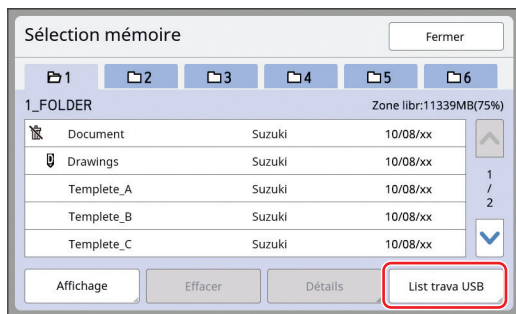 Sélection mémoire
Fermer
1 2 3 4 5 6
1_FOLDER Zone libr:11339MB(75%)
Document Suzuki 10/08/xx
Drawings Suzuki 10/08/xx
Templete_A Suzuki 10/08/xx
Templete_B Suzuki 10/08/xx
Templete_C Suzuki 10/08/xx
1
/
2
Affichage Effacer Détails List trava USB